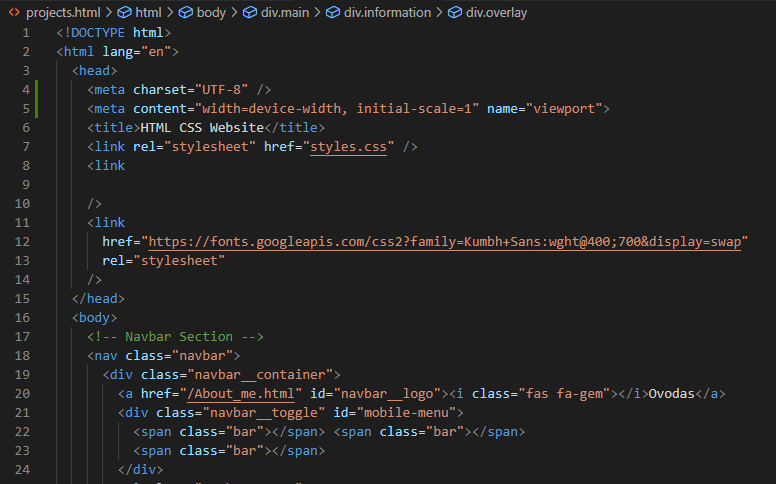 projects.html > html > body > div.main > div.information > div.overlay
1 <!DOCTYPE html>
2 <html lang="en">
3 <head>
4 <meta charset="UTF-8" />
5 <meta content="width=device-width, initial-scale=1" name="viewport">
6 <title>HTML CSS Website</title>
7 <link rel="stylesheet" href="styles.css" />
8 <link
9
10 />
11 <link
12 href="https://fonts.googleapis.com/css2?family=Kumbh+Sans:wght@400;700&display=swap"
13 rel="stylesheet"
14 />
15 </head>
16 <body>
17 <!-- Navbar Section -->
18 <nav class="navbar">
19 <div class="navbar__container">
20 <a href="/About_me.html" id="navbar__logo"><i class="fas fa-gem"></i>Ovodas</a>
21 <div class="navbar__toggle" id="mobile-menu">
22 <span class="bar"></span> <span class="bar"></span>
23 <span class="bar"></span>
24 </div>